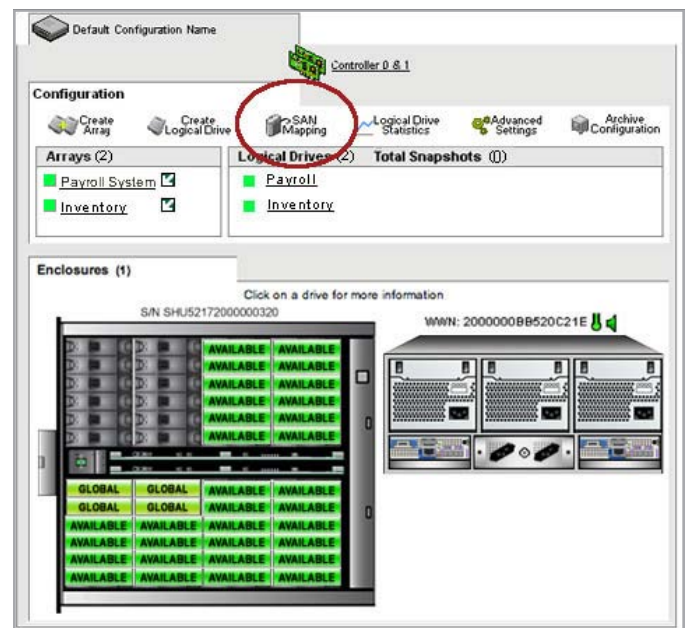 Default Configuration Name
Controller 0 & 1
Configuration
Create Array
Create Logical Drive
SAN Mapping
Logical Drive Statistics
Advanced Settings
Archive Configuration
Arrays (2)
Logical Drives (2) Total Snapshots (0)
Payroll System
Payroll
Inventory
Inventory
Enclosures (1)
Click on a drive for more information
S/N SHU52172000000320
WWN: 2000000BB520C21E
AVAILABLE AVAILABLE
AVAILABLE AVAILABLE
AVAILABLE AVAILABLE
AVAILABLE AVAILABLE
AVAILABLE AVAILABLE
AVAILABLE AVAILABLE
GLOBAL GLOBAL AVAILABLE AVAILABLE
GLOBAL GLOBAL AVAILABLE AVAILABLE
AVAILABLE AVAILABLE AVAILABLE AVAILABLE
AVAILABLE AVAILABLE AVAILABLE AVAILABLE
AVAILABLE AVAILABLE AVAILABLE AVAILABLE
AVAILABLE AVAILABLE AVAILABLE AVAILABLE